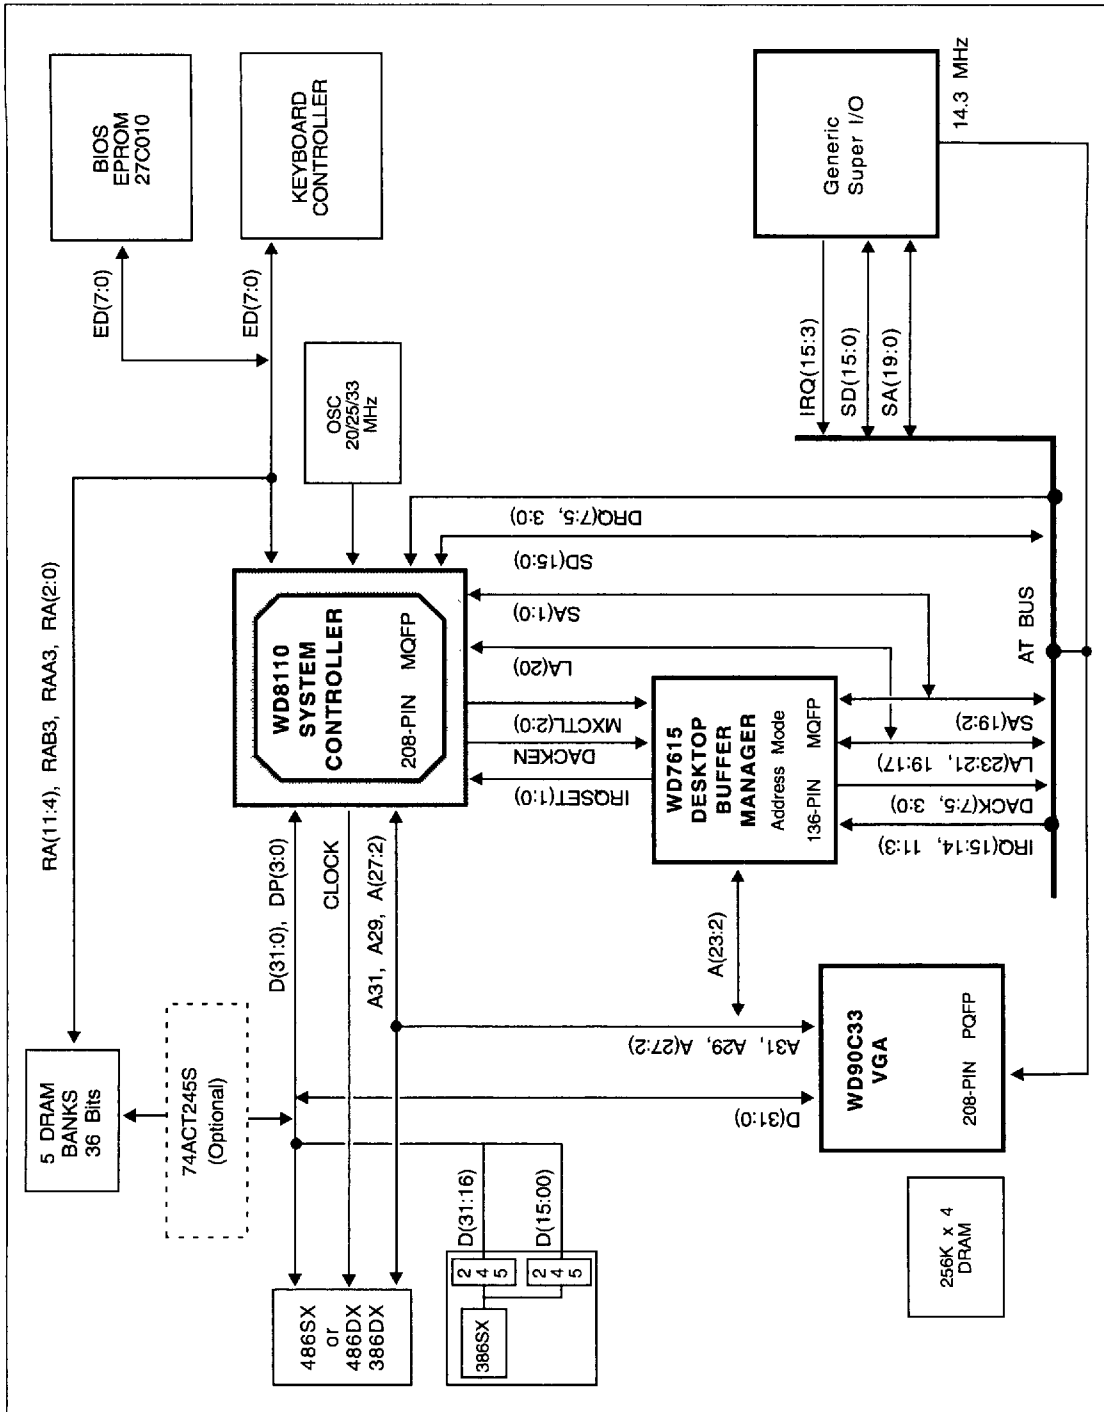 5 DRAM
BANKS
36 Bits
RA(11:4), RAB3, RAA3, RA(2:0)
BIOS
EPROM
27C010
ED(7:0)
KEYBOARD
CONTROLLER
ED(7:0)
74ACT245S
(Optional)
OSC
20/25/33
MHz
486SX
or
486DX
386DX
D(31:0), DP(3:0)
CLOCK
A31, A29, A(27:2)
WD8110
SYSTEM
CONTROLLER
208-PIN MQFP
D(31:16)
D(15:00)
386SX
2 4 5
2 4 5
IRQSET(1:0)
DACKEN
MXCTL(2:0)
LA(20)
SA(1:0)
SD(15:0)
DRQ(7:5, 3:0)
D(31:0)
A31, A29, A(27:2)
A(23:2)
WD7615
DESKTOP
BUFFER
MANAGER
Address Mode
136-PIN MQFP
IRQ(15:3)
SD(15:0)
SA(19:0)
Generic
Super I/O
14.3 MHz
WD90C33
VGA
208-PIN PQFP
IRQ(15:14, 11:3)
DACK(7:5, 3:0)
LA(23:21, 19:17)
SA(19:2)
AT BUS
256K x 4
DRAM